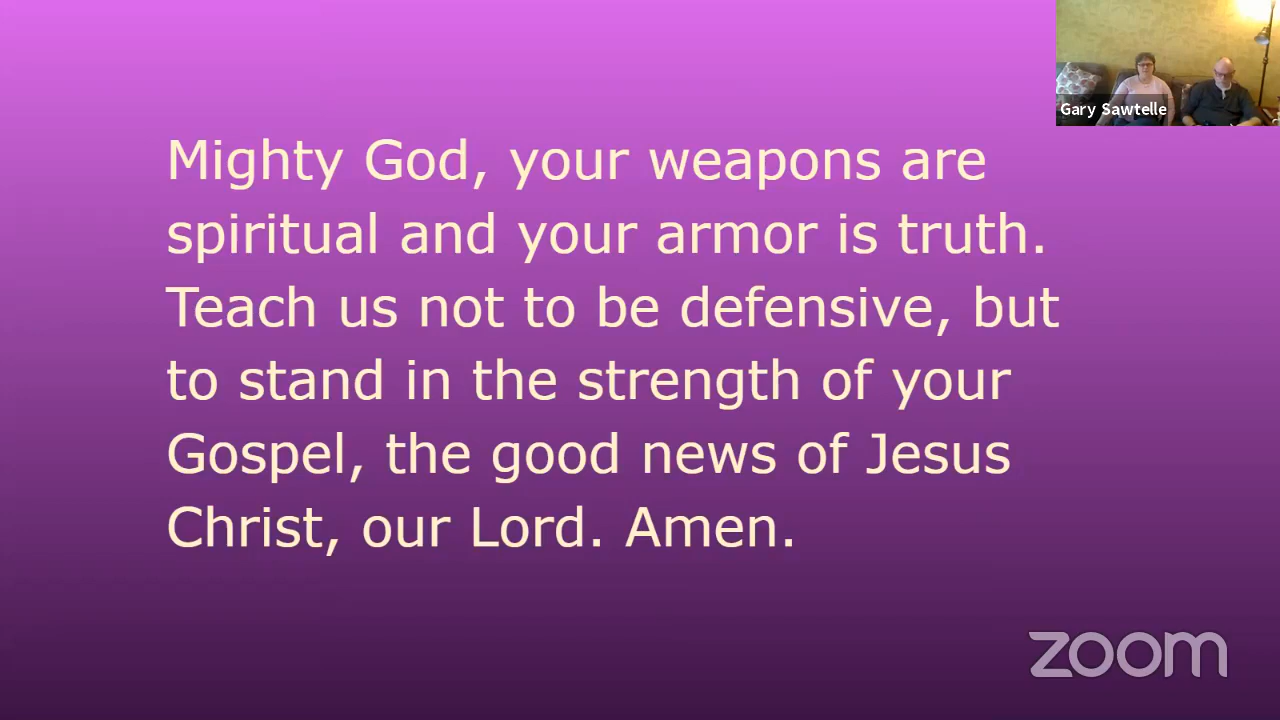 Gary Sawtelle
Mighty God, your weapons are
spiritual and your armor is truth.
Teach us not to be defensive, but
to stand in the strength of your
Gospel, the good news of Jesus
Christ, our Lord. Amen.
zoom